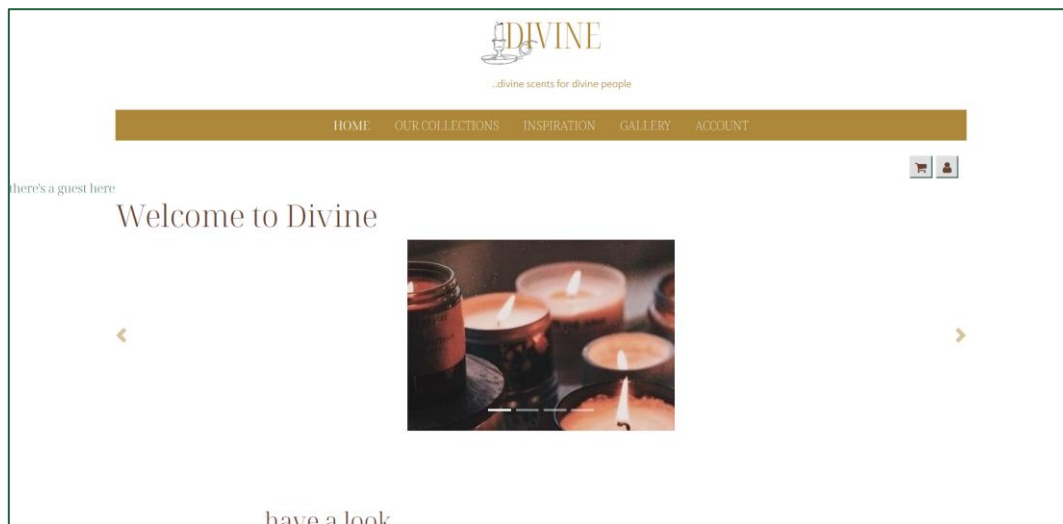 DIVINE
...divine scents for divine people
HOME OUR COLLECTIONS INSPIRATION GALLERY ACCOUNT
there's a guest here
Welcome to Divine
have a look